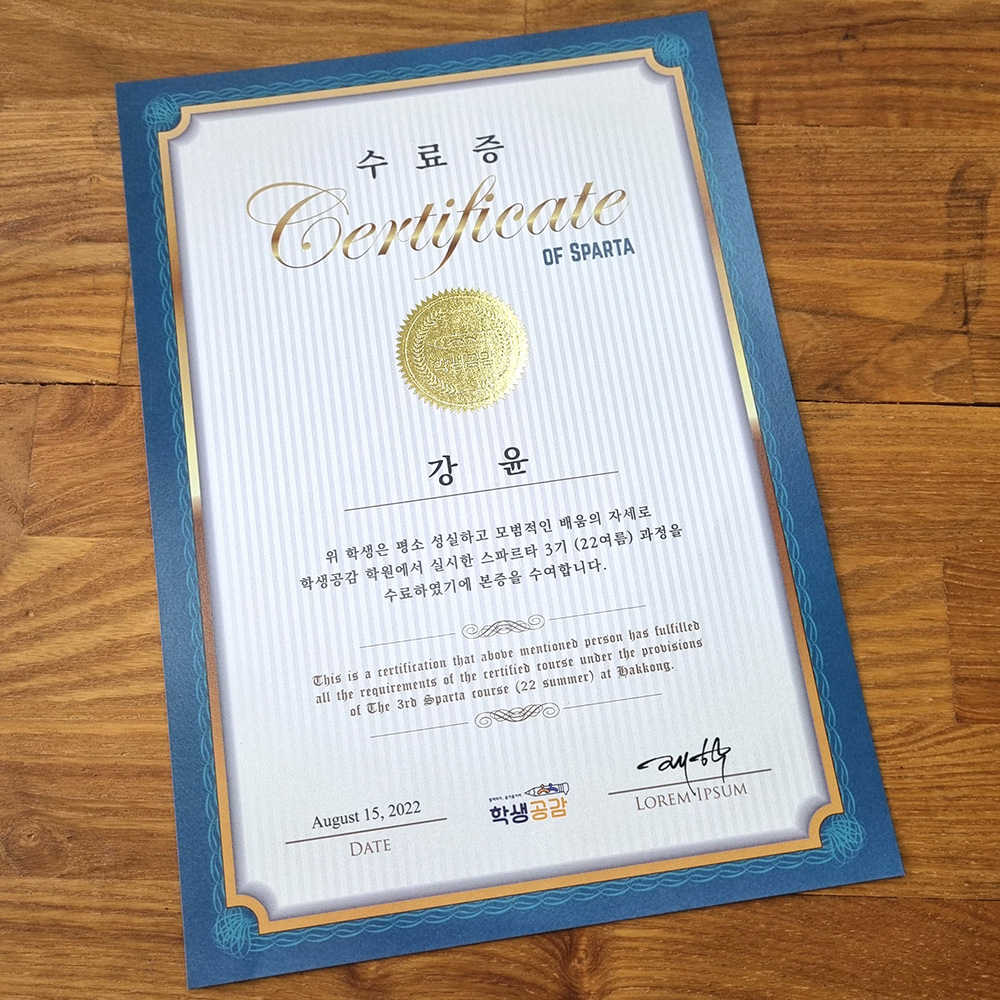 수료증
Certificate
OF SPARTA
학생공감
강 윤
위 학생은 평소 성실하고 모범적인 배움의 자세로
학생공감 학원에서 실시한 스파르타 3기 (22여름) 과정을
수료하였기에 본증을 수여합니다.
This is a certification that above mentioned person has fulfilled
all the requirements of the certified course under the provisions
of The 3rd Sparta course (22 summer) at Hakkong.
August 15, 2022
DATE
학생공감
LOREM IPSUM